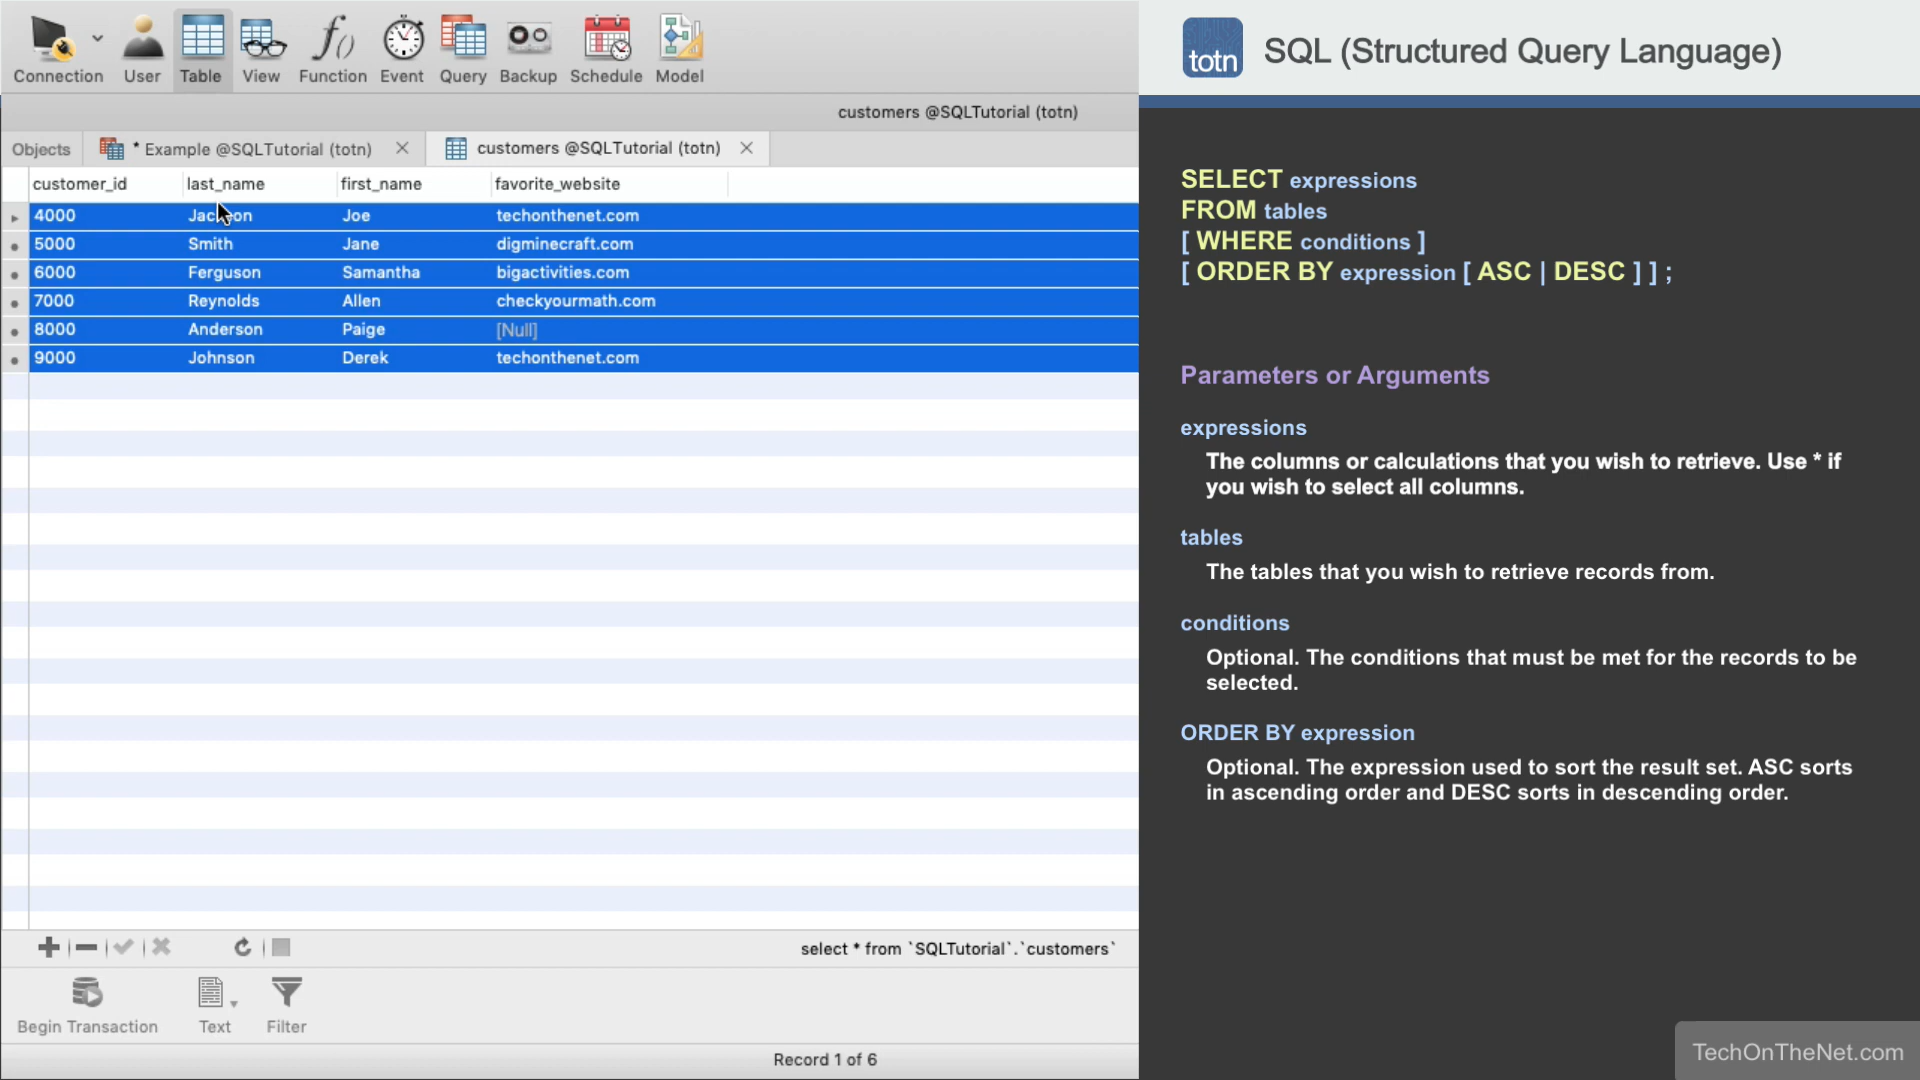 Connection User Table View Function Event Query Backup Schedule Model
customers @SQLTutorial (totn)
Objects * Example @SQLTutorial (totn) customers @SQLTutorial (totn)
customer_id last_name first_name favorite_website
4000 Jackson Joe techonthenet.com
5000 Smith Jane digminecraft.com
6000 Ferguson Samantha bigactivities.com
7000 Reynolds Allen checkyourmath.com
8000 Anderson Paige [Null]
9000 Johnson Derek techonthenet.com
select * from `SQLTutorial`.`customers`
Begin Transaction Text Filter
Record 1 of 6
totn SQL (Structured Query Language)
SELECT expressions
FROM tables
[ WHERE conditions ]
[ ORDER BY expression [ ASC | DESC ] ] ;
Parameters or Arguments
expressions
The columns or calculations that you wish to retrieve. Use * if
you wish to select all columns.
tables
The tables that you wish to retrieve records from.
conditions
Optional. The conditions that must be met for the records to be
selected.
ORDER BY expression
Optional. The expression used to sort the result set. ASC sorts
in ascending order and DESC sorts in descending order.
TechOnTheNet.com